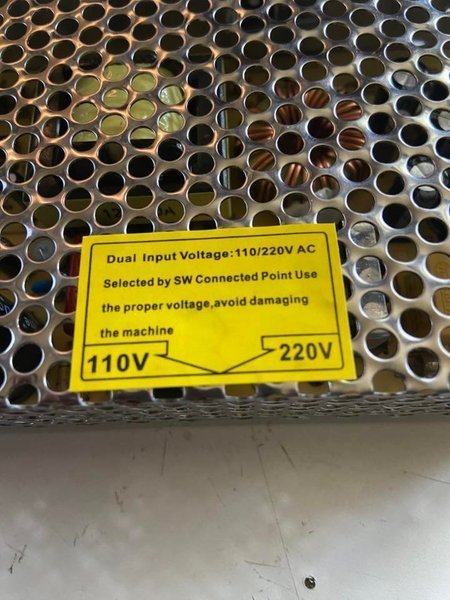 Dual Input Voltage:110/220V AC
Selected by SW Connected Point Use
the proper voltage,avoid damaging
the machine
110V 220V